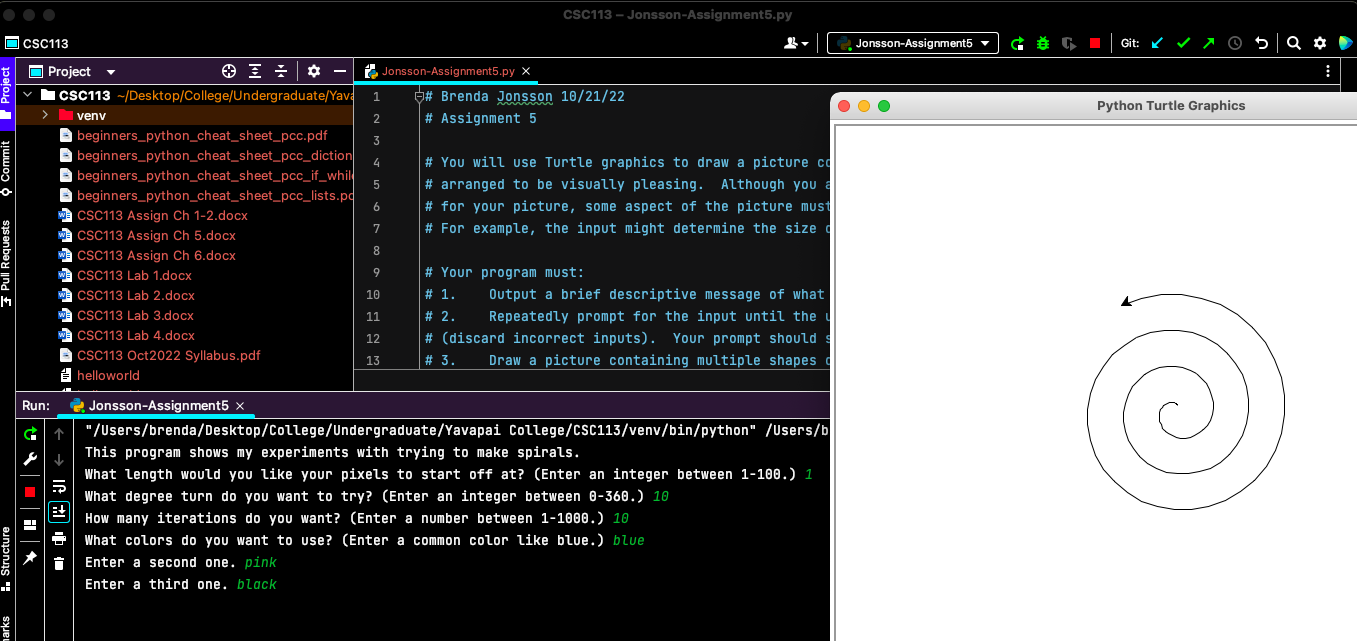 CSC113 – Jonsson-Assignment5.py
CSC113
Jonsson-Assignment5
Git:
Project
Project
Commit
Pull Requests
Structure
CSC113 ~/Desktop/College/Undergraduate/Yavapa
venv
beginners_python_cheat_sheet_pcc.pdf
beginners_python_cheat_sheet_pcc_diction
beginners_python_cheat_sheet_pcc_if_while
beginners_python_cheat_sheet_pcc_lists.pd
CSC113 Assign Ch 1-2.docx
CSC113 Assign Ch 5.docx
CSC113 Assign Ch 6.docx
CSC113 Lab 1.docx
CSC113 Lab 2.docx
CSC113 Lab 3.docx
CSC113 Lab 4.docx
CSC113 Oct2022 Syllabus.pdf
helloworld
Jonsson-Assignment5.py
1 # Brenda Jonsson 10/21/22
2 # Assignment 5
3
4 # You will use Turtle graphics to draw a picture co
5 # arranged to be visually pleasing.  Although you a
6 # for your picture, some aspect of the picture must
7 # For example, the input might determine the size o
8
9 # Your program must:
10 # 1.    Output a brief descriptive message of what
11 # 2.    Repeatedly prompt for the input until the u
12 # (discard incorrect inputs).  Your prompt should s
13 # 3.    Draw a picture containing multiple shapes o
Python Turtle Graphics
Run:
Jonsson-Assignment5
"/Users/brenda/Desktop/College/Undergraduate/Yavapai College/CSC113/venv/bin/python" /Users/b
This program shows my experiments with trying to make spirals.
What length would you like your pixels to start off at? (Enter an integer between 1-100.) 1
What degree turn do you want to try? (Enter an integer between 0-360.) 10
How many iterations do you want? (Enter a number between 1-1000.) 10
What colors do you want to use? (Enter a common color like blue.) blue
Enter a second one. pink
Enter a third one. black